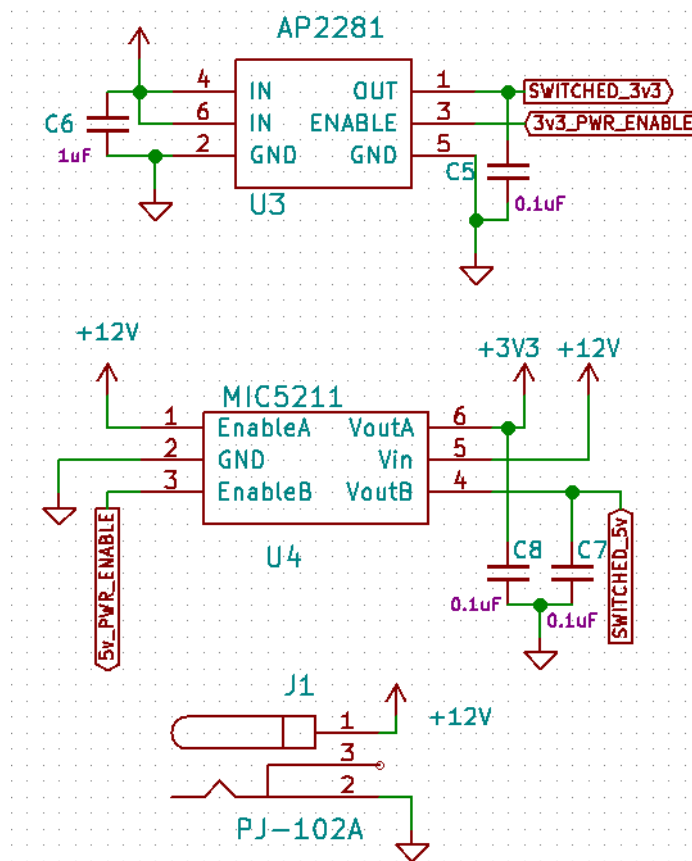 AP2281
4 IN OUT 1 SWITCHED_3v3
C6 6 IN ENABLE 3 3v3_PWR_ENABLE
1uF 2 GND GND 5 C5
U3 0.1uF
+12V +3V3 +12V
MIC5211
1 EnableA VoutA 6
2 GND Vin 5
3 EnableB VoutB 4
5v_PWR_ENABLE
U4 C8 C7 SWITCHED_5v
0.1uF 0.1uF
J1
1 +12V
3
2
PJ-102A